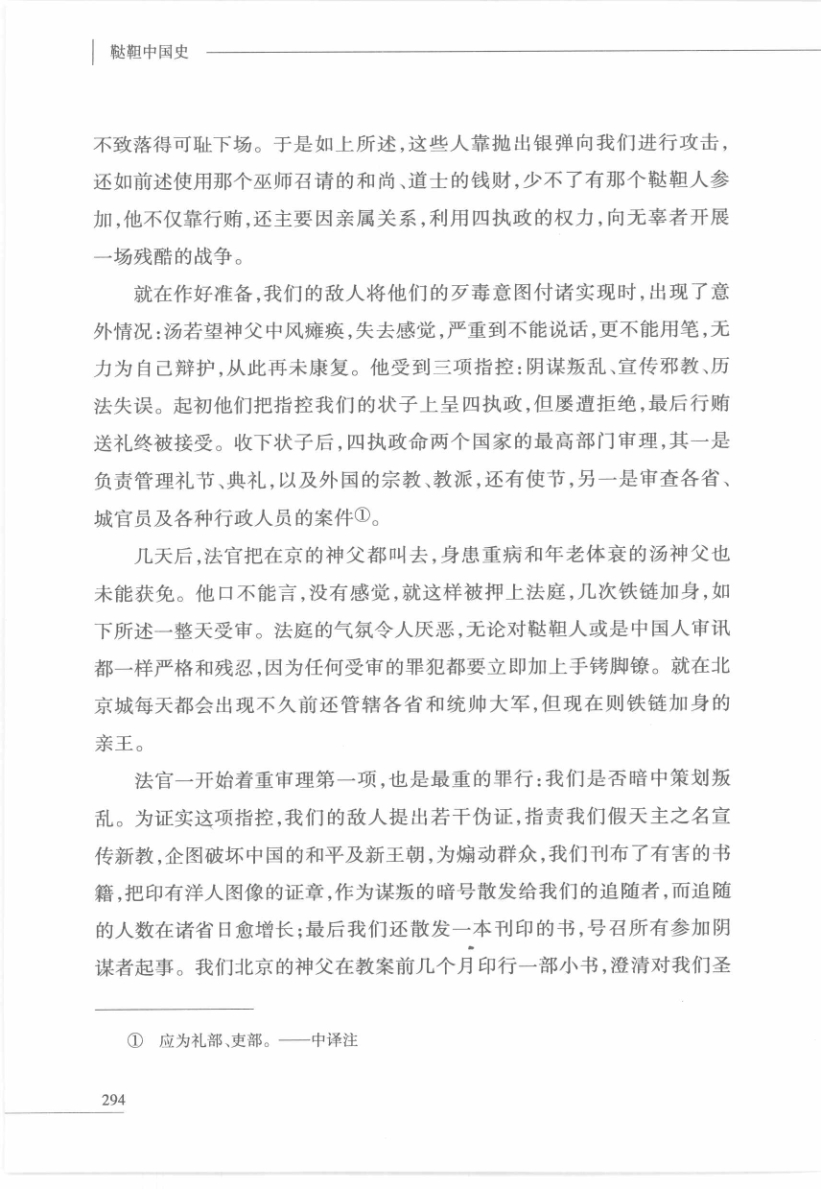 鞑靼中国史
不致落得可耻下场。于是如上所述,这些人靠抛出银弹向我们进行攻击,
还如前述使用那个巫师召请的和尚、道士的钱财,少不了有那个鞑靼人参
加,他不仅靠行贿,还主要因亲属关系,利用四执政的权力,向无辜者开展
一场残酷的战争。
就在作好准备,我们的敌人将他们的歹毒意图付诸实现时,出现了意
外情况:汤若望神父中风瘫痪,失去感觉,严重到不能说话,更不能用笔,无
力为自己辩护,从此再未康复。他受到三项指控:阴谋叛乱、宣传邪教、历
法失误。起初他们把指控我们的状子上呈四执政,但屡遭拒绝,最后行贿
送礼终被接受。收下状子后,四执政命两个国家的最高部门审理,其一是
负责管理礼节、典礼,以及外国的宗教、教派,还有使节,另一是审查各省、
城官员及各种行政人员的案件①。
几天后,法官把在京的神父都叫去,身患重病和年老体衰的汤神父也
未能获免。他口不能言,没有感觉,就这样被押上法庭,几次铁链加身,如
下所述一整天受审。法庭的气氛令人厌恶,无论对鞑靼人或是中国人审讯
都一样严格和残忍,因为任何受审的罪犯都要立即加上手铐脚镣。就在北
京城每天都会出现不久前还管辖各省和统帅大军,但现在则铁链加身的
亲王。
法官一开始着重审理第一项,也是最重的罪行:我们是否暗中策划叛
乱。为证实这项指控,我们的敌人提出若干伪证,指责我们假天主之名宣
传新教,企图破坏中国的和平及新王朝,为煽动群众,我们刊布了有害的书
籍,把印有洋人图像的证章,作为谋叛的暗号散发给我们的追随者,而追随
的人数在诸省日愈增长;最后我们还散发一本刊印的书,号召所有参加阴
谋者起事。我们北京的神父在教案前几个月印行一部小书,澄清对我们圣
① 应为礼部、吏部。——中译注
294